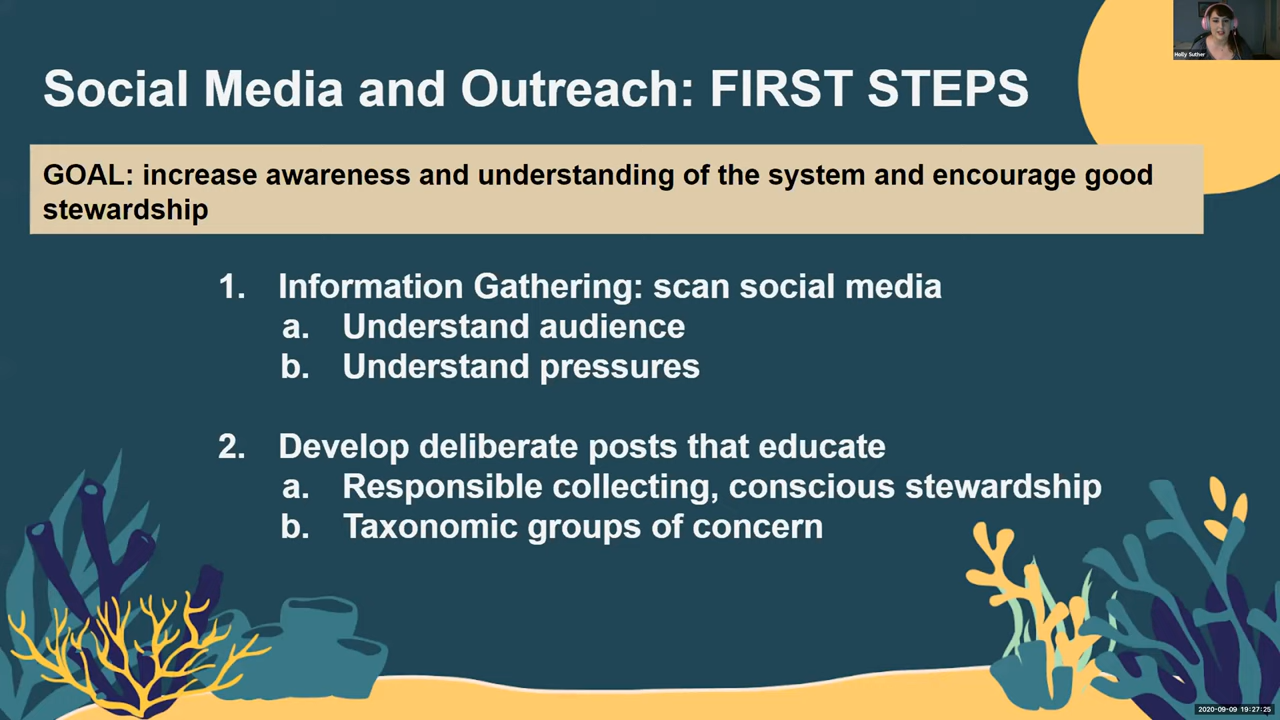 Holly Suther
Social Media and Outreach: FIRST STEPS
GOAL: increase awareness and understanding of the system and encourage good
stewardship
1. Information Gathering: scan social media
a. Understand audience
b. Understand pressures
2. Develop deliberate posts that educate
a. Responsible collecting, conscious stewardship
b. Taxonomic groups of concern
2020-09-09 19:27:25